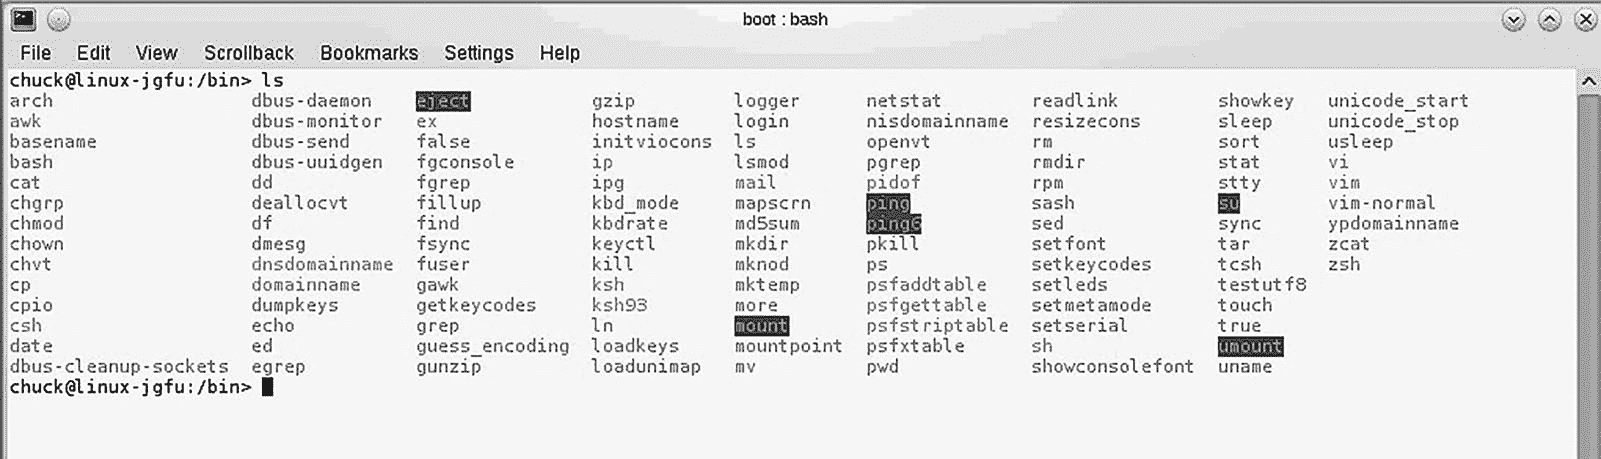 boot : bash
File Edit View Scrollback Bookmarks Settings Help
chuck@linux-jgfu:/bin> ls
arch dbus-daemon eject gzip logger netstat readlink showkey unicode_start
awk dbus-monitor ex hostname login nisdomainname resizecons sleep unicode_stop
basename dbus-send false initviocons ls openvt rm sort usleep
bash dbus-uuidgen fgconsole ip lsmod pgrep rmdir stat vi
cat dd fgrep ipg mail pidof rpm stty vim
chgrp deallocvt fillup kbd_mode mapscrn ping sash su vim-normal
chmod df find kbdrate md5sum ping6 sed sync ypdomainname
chown dmesg fsync keyctl mkdir pkill setfont tar zcat
chvt dnsdomainname fuser kill mknod ps setkeycodes tcsh zsh
cp domainname gawk ksh mktemp psfaddtable setleds testutf8
cpio dumpkeys getkeycodes ksh93 more psfgettable setmetamode touch
csh echo grep ln mount psfstriptable setserial true
date ed guess_encoding loadkeys mountpoint psfxtable sh umount
dbus-cleanup-sockets egrep gunzip loadunimap mv pwd showconsolefont uname
chuck@linux-jgfu:/bin>